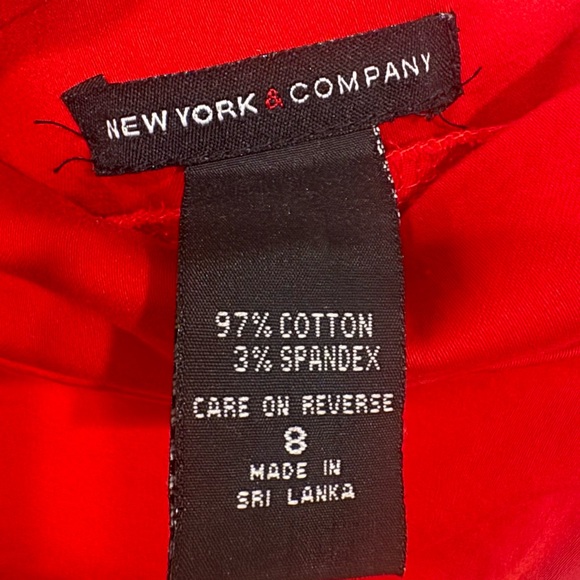 NEW YORK & COMPANY
97% COTTON
3% SPANDEX
CARE ON REVERSE
8
MADE IN
SRI LANKA